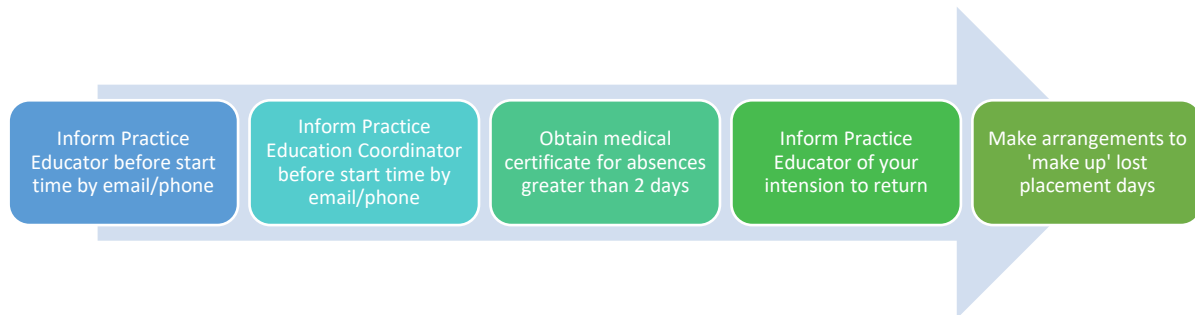 Inform Practice
Educator before start
time by email/phone
Inform Practice
Education Coordinator
before start time by
email/phone
Obtain medical
certificate for absences
greater than 2 days
Inform Practice
Educator of your
intension to return
Make arrangements to
'make up' lost
placement days